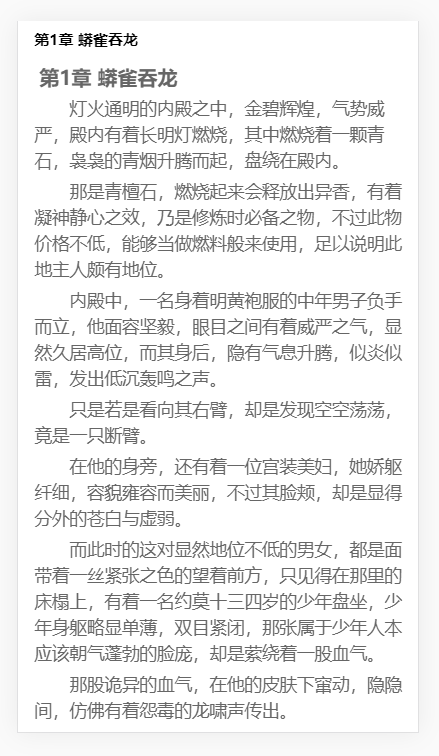 第1章 蟒雀吞龙
第1章 蟒雀吞龙
灯火通明的内殿之中，金碧辉煌，气势威
严，殿内有着长明灯燃烧，其中燃烧着一颗青
石，袅袅的青烟升腾而起，盘绕在殿内。
那是青檀石，燃烧起来会释放出异香，有着
凝神静心之效，乃是修炼时必备之物，不过此物
价格不低，能够当做燃料般来使用，足以说明此
地主人颇有地位。
内殿中，一名身着明黄袍服的中年男子负手
而立，他面容坚毅，眼目之间有着威严之气，显
然久居高位，而其身后，隐有气息升腾，似炎似
雷，发出低沉轰鸣之声。
只是若是看向其右臂，却是发现空空荡荡，
竟是一只断臂。
在他的身旁，还有着一位宫装美妇，她娇躯
纤细，容貌雍容而美丽，不过其脸颊，却是显得
分外的苍白与虚弱。
而此时的这对显然地位不低的男女，都是面
带着一丝紧张之色的望着前方，只见得在那里的
床榻上，有着一名约莫十三四岁的少年盘坐，少
年身躯略显单薄，双目紧闭，那张属于少年人本
应该朝气蓬勃的脸庞，却是萦绕着一股血气。
那股诡异的血气，在他的皮肤下窜动，隐隐
间，仿佛有着怨毒的龙啸声传出。